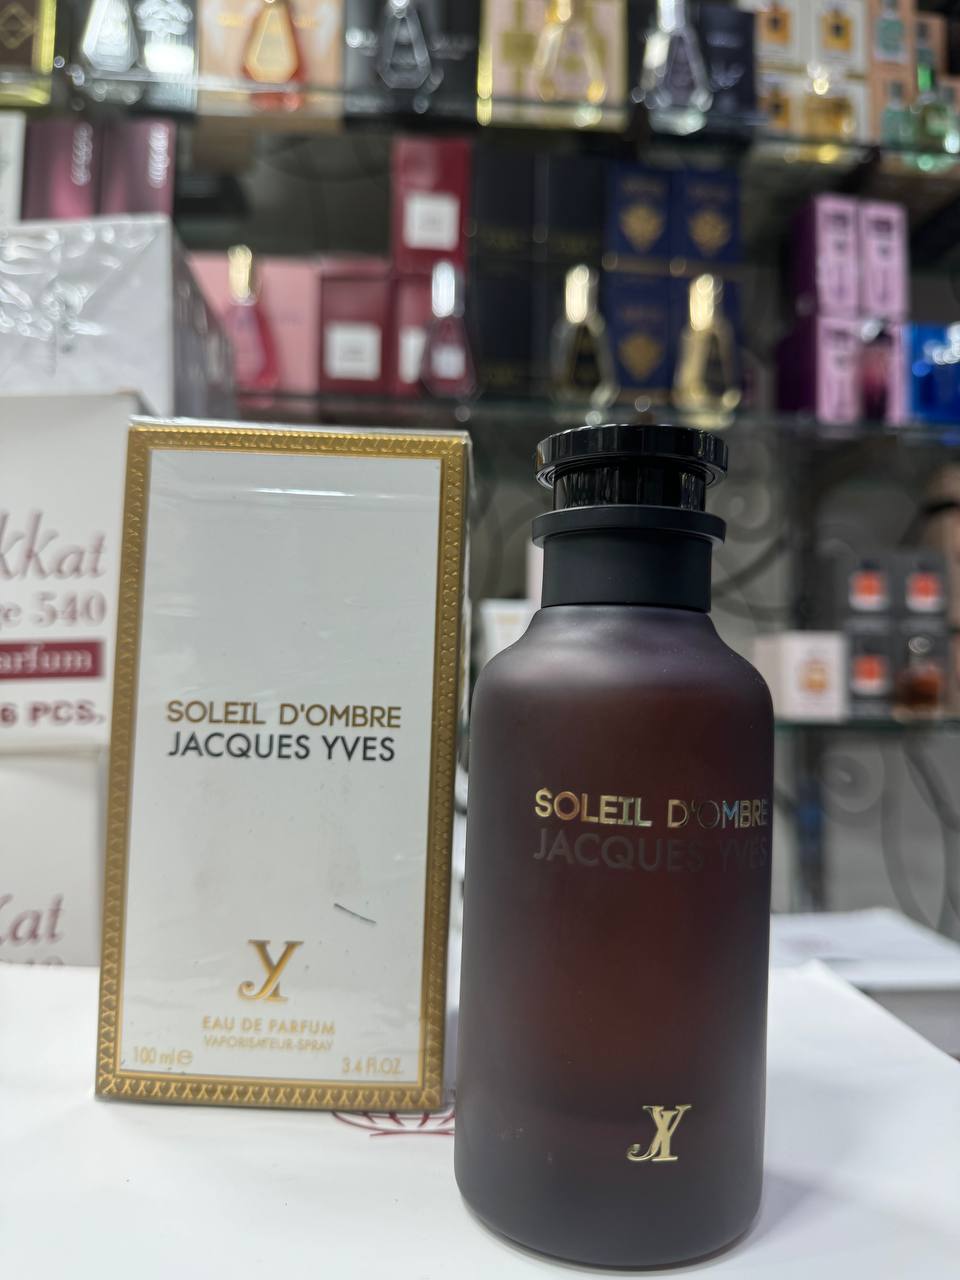 SOLEIL D'OMBRE
JACQUES YVES
JY
EAU DE PARFUM
VAPORISATEUR-SPRAY
100 ml e
3.4 Fl.OZ.
SOLEIL D'OMBRE
JACQUES YVES
JY
kkat
ge 540
arfum
6 PCS.
kat